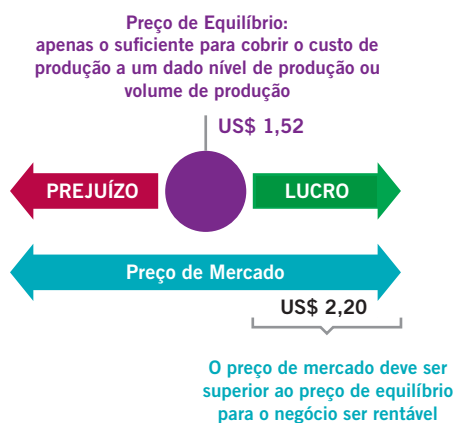 Preço de Equilíbrio:
apenas o suficiente para cobrir o custo de
produção a um dado nível de produção ou
volume de produção
US$ 1,52
PREJUÍZO
LUCRO
Preço de Mercado
US$ 2,20
O preço de mercado deve ser
superior ao preço de equilíbrio
para o negócio ser rentável